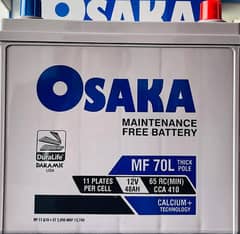 OSAKA
MAINTENANCE
FREE BATTERY
DuraLife
DARAMIC
USA
MF 70L THICK POLE
11 PLATES PER CELL
12V 48AH
65 RC(MIN) CCA 410
CALCIUM+
TECHNOLOGY